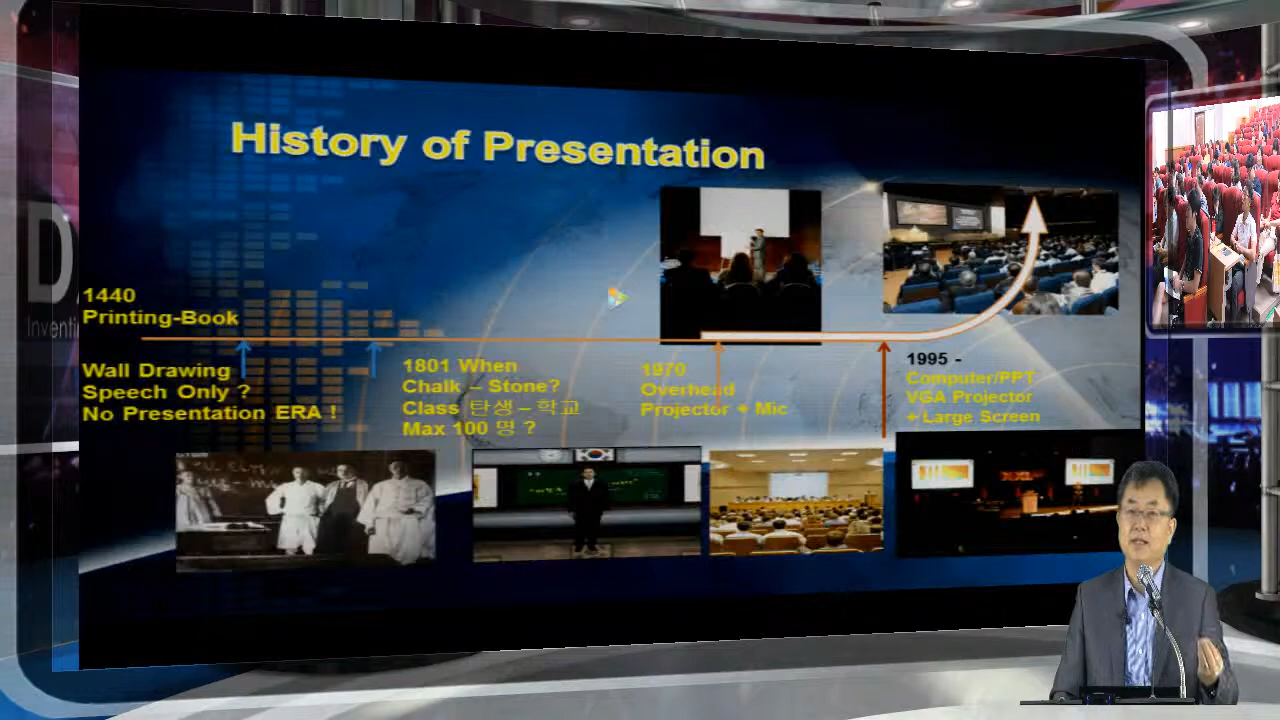 History of Presentation
1440
Printing-Book
Wall Drawing
Speech Only ?
No Presentation ERA !
1801 When
Chalk – Stone?
Class 탄생 – 학교
Max 100 명 ?
1970
Overhead
Projector + Mic
1995 -
Computer/PPT
VGA Projector
+ Large Screen
D